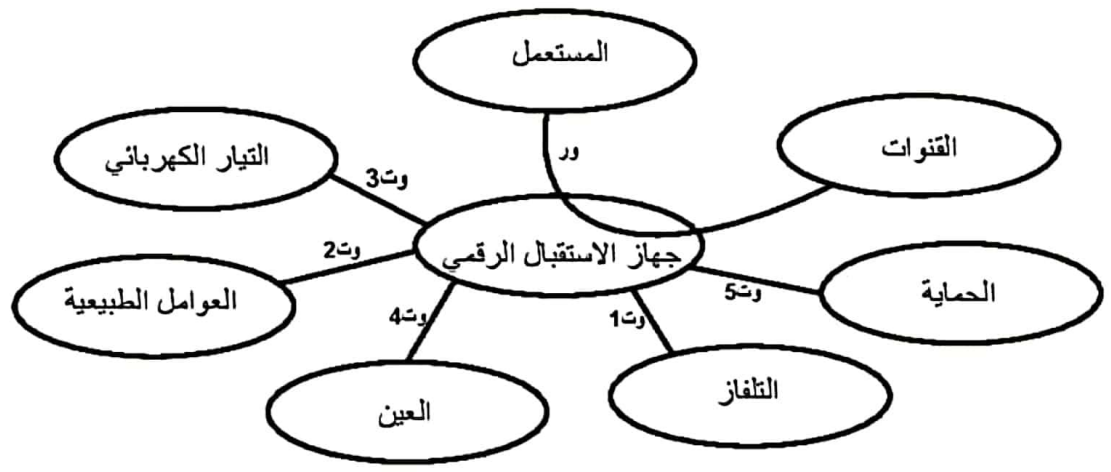 المستعمل
القنوات
التيار الكهربائي
ور
وت3
جهاز الاستقبال الرقمي
وت2
العوامل الطبيعية
الحماية
وت5
وت4
وت1
التلفاز
العين